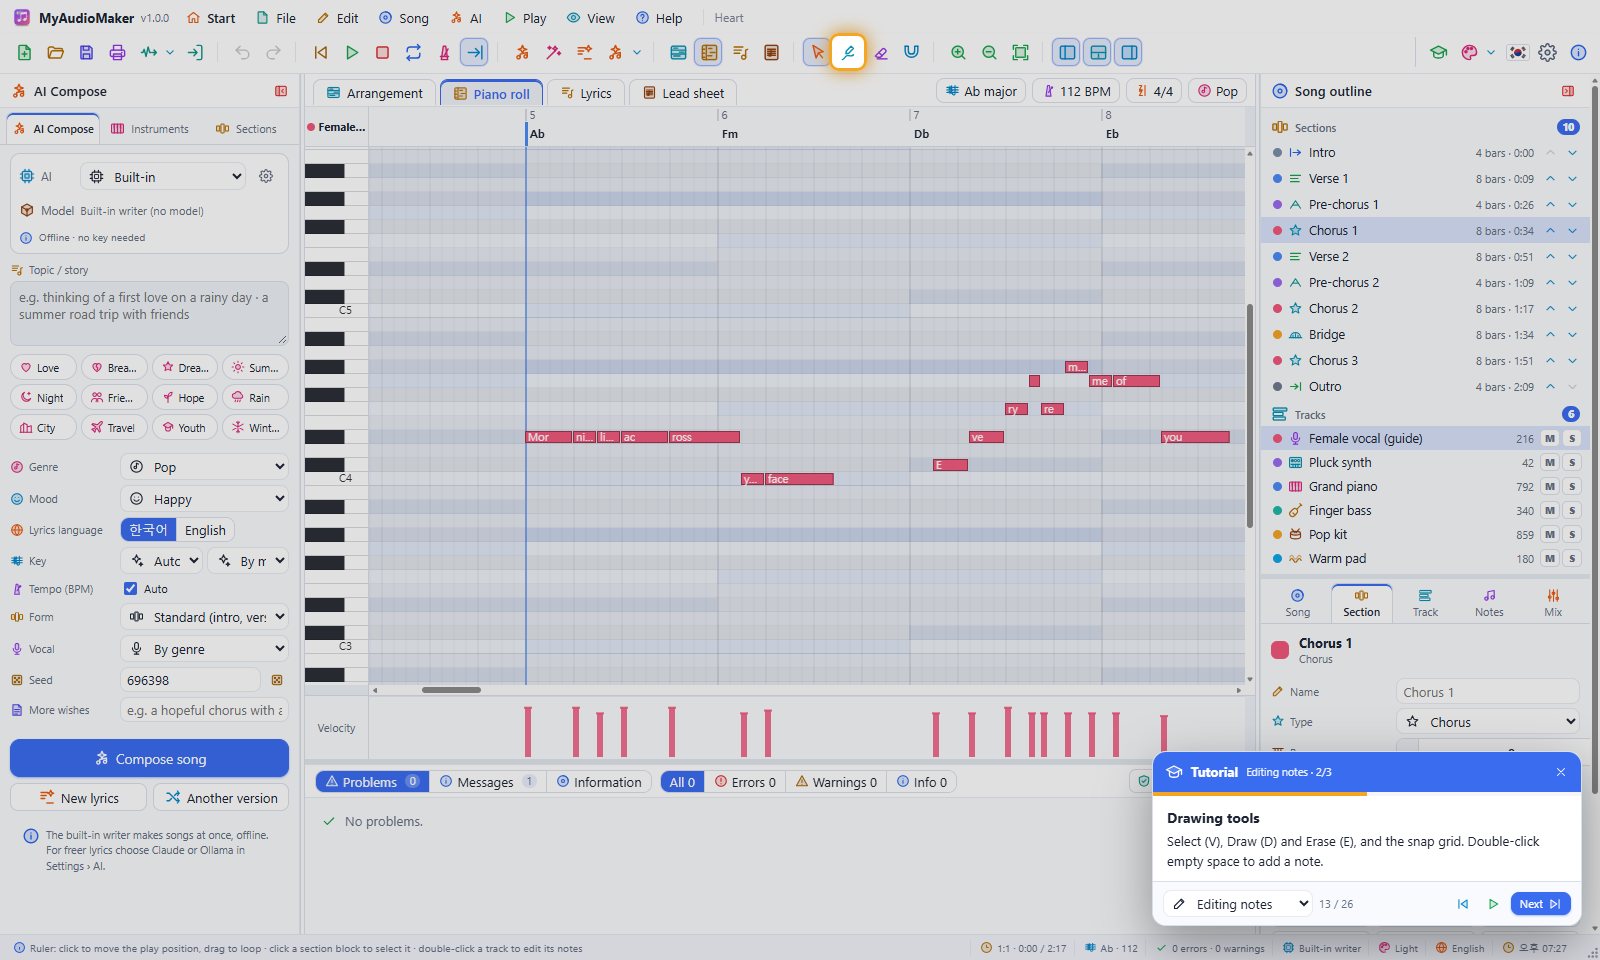 MyAudioMaker v1.0.0 Start File Edit Song AI Play View Help Heart
AI Compose
AI Compose Instruments Sections
AI Built-in
Model Built-in writer (no model)
Offline · no key needed
Topic / story
e.g. thinking of a first love on a rainy day · a
summer road trip with friends
Love Brea... Drea... Sum...
Night Frie... Hope Rain
City Travel Youth Wint...
Genre Pop
Mood Happy
Lyrics language 한국어 English
Key Auto By m
Tempo (BPM) Auto
Form Standard (intro, vers
Vocal By genre
Seed 696398
More wishes e.g. a hopeful chorus with a
Compose song
New lyrics Another version
The built-in writer makes songs at once, offline.
For freer lyrics choose Claude or Ollama in
Settings › AI.
Arrangement Piano roll Lyrics Lead sheet
Ab major 112 BPM 4/4 Pop
Female...
5 6 7 8
Ab Fm Db Eb
C5
m...
me of
ry re
Mor ni... li... ac ross ve you
E
C4 y... face
C3
Velocity
Problems 0 Messages 1 Information All 0 Errors 0 Warnings 0 Info 0
No problems.
Song outline
Sections 10
Intro 4 bars · 0:00
Verse 1 8 bars · 0:09
Pre-chorus 1 4 bars · 0:26
Chorus 1 8 bars · 0:34
Verse 2 8 bars · 0:51
Pre-chorus 2 4 bars · 1:09
Chorus 2 8 bars · 1:17
Bridge 8 bars · 1:34
Chorus 3 8 bars · 1:51
Outro 4 bars · 2:09
Tracks 6
Female vocal (guide) 216 M S
Pluck synth 42 M S
Grand piano 792 M S
Finger bass 340 M S
Pop kit 859 M S
Warm pad 180 M S
Song Section Track Notes Mix
Chorus 1
Chorus
Name Chorus 1
Type Chorus
Tutorial Editing notes · 2/3
Drawing tools
Select (V), Draw (D) and Erase (E), and the snap grid. Double-click
empty space to add a note.
Editing notes 13 / 26 Next
Ruler: click to move the play position, drag to loop · click a section block to select it · double-click a track to edit its notes
1:1 · 0:00 / 2:17 Ab · 112 0 errors · 0 warnings Built-in writer Light English 오후 07:27